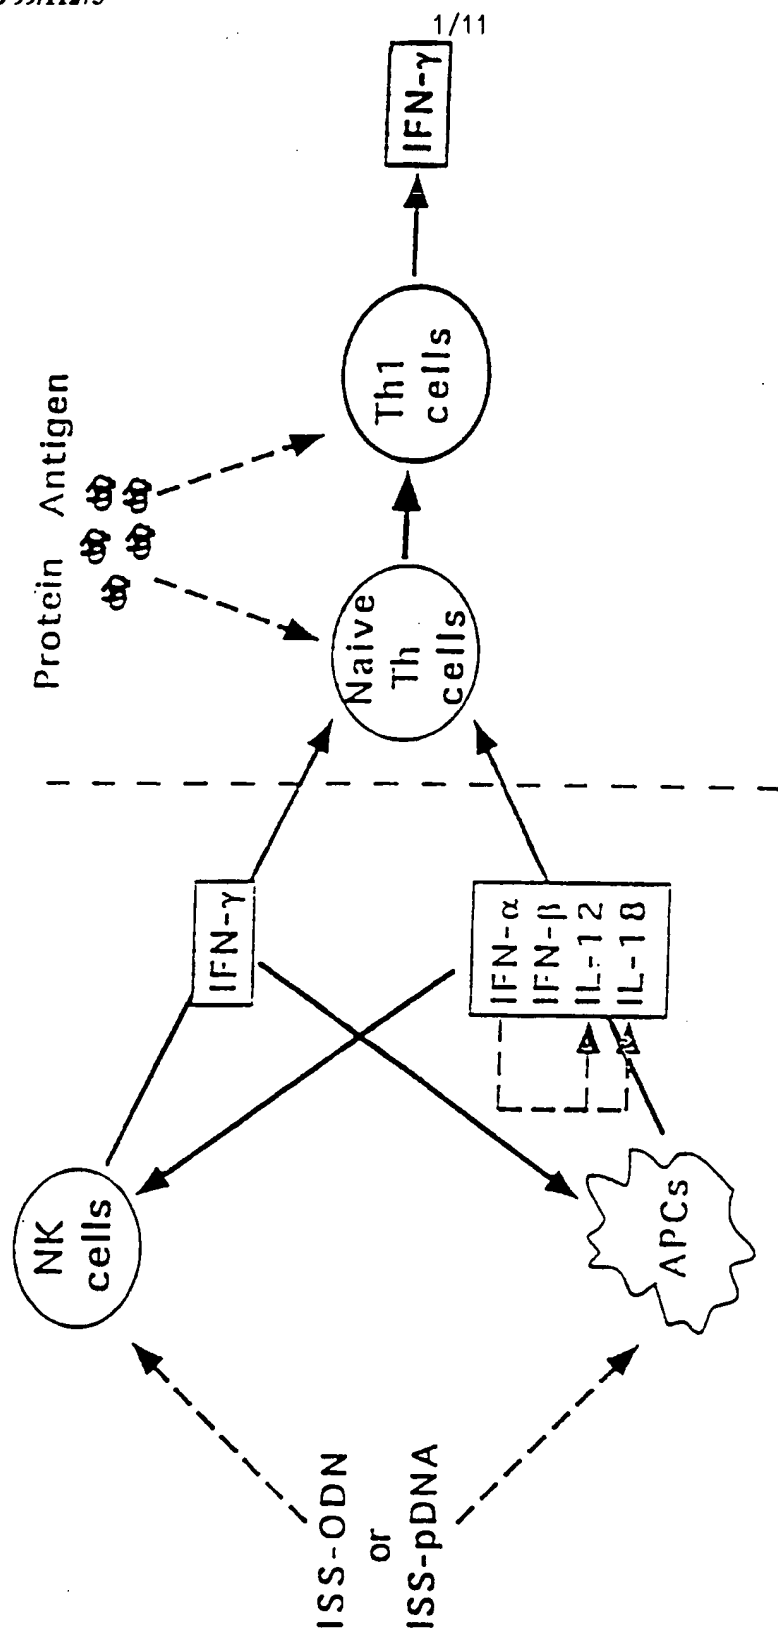 1/11
ISS-ODN
or
ISS-pDNA
NK
cells
APCs
IFN-γ
IFN-α
IFN-β
IL-12
IL-18
Protein Antigen
Naive
Th
cells
Th1
cells
IFN-γ